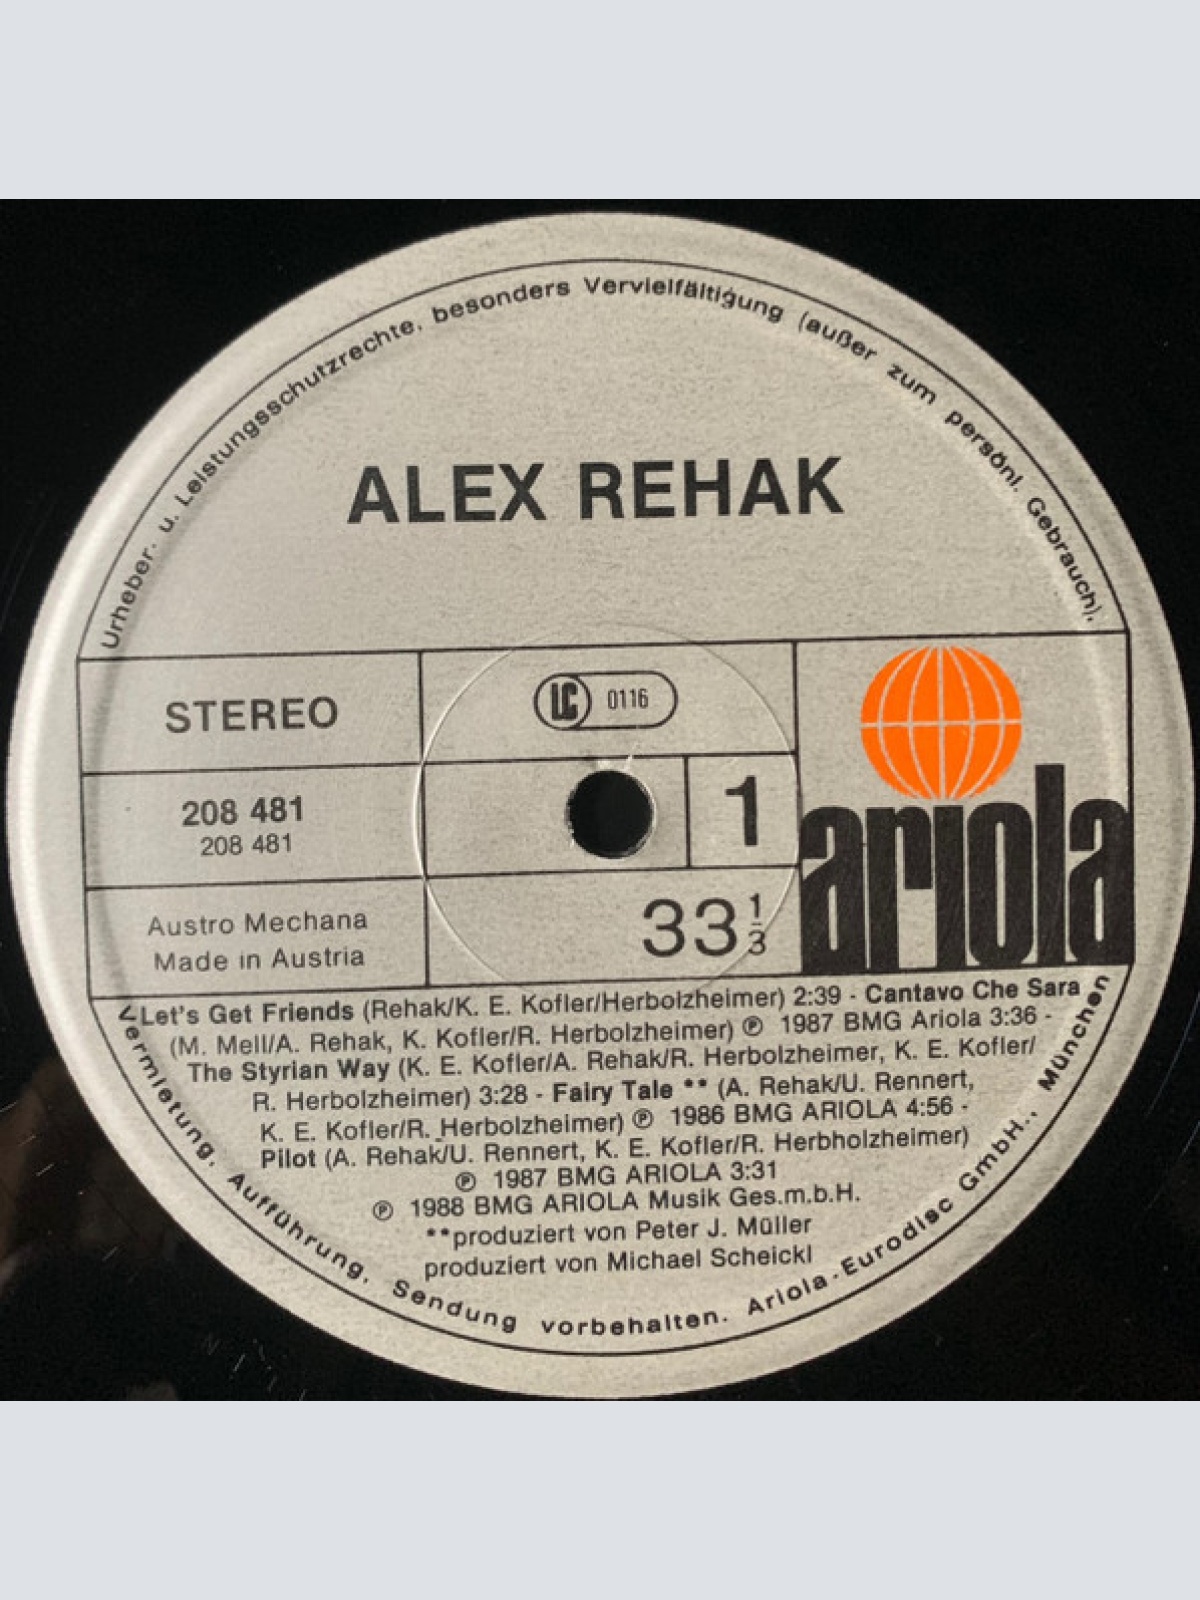 Urheber- u. Leistungsschutzrechte, besonders Vervielfältigung (außer zum persönl. Gebrauch),
ALEX REHAK
STEREO
LC 0116
208 481
208 481
1
ariola
Austro Mechana
Made in Austria
33 1/3
Let's Get Friends (Rehak/K. E. Kofler/Herbolzheimer) 2:39 - Cantavo Che Sara
(M. Mell/A. Rehak, K. Kofler/R. Herbolzheimer) ℗ 1987 BMG Ariola 3:36 -
The Styrian Way (K. E. Kofler/A. Rehak/R. Herbolzheimer, K. E. Kofler/
R. Herbolzheimer) 3:28 - Fairy Tale ** (A. Rehak/U. Rennert,
K. E. Kofler/R. Herbolzheimer) ℗ 1986 BMG ARIOLA 4:56 -
Pilot (A. Rehak/U. Rennert, K. E. Kofler/R. Herbholzheimer)
℗ 1987 BMG ARIOLA 3:31
℗ 1988 BMG ARIOLA Musik Ges.m.b.H.
**produziert von Peter J. Müller
produziert von Michael Scheickl
Vermietung, Aufführung, Sendung vorbehalten. Ariola-Eurodisc GmbH., München